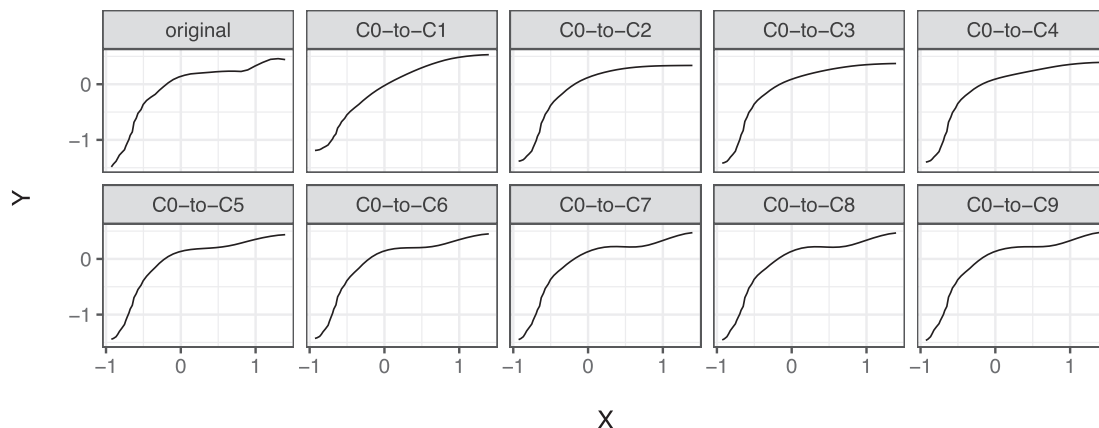 original C0−to−C1 C0−to−C2 C0−to−C3 C0−to−C4
0
−1
Y
C0−to−C5 C0−to−C6 C0−to−C7 C0−to−C8 C0−to−C9
0
−1
−1 0 1 −1 0 1 −1 0 1 −1 0 1 −1 0 1
X